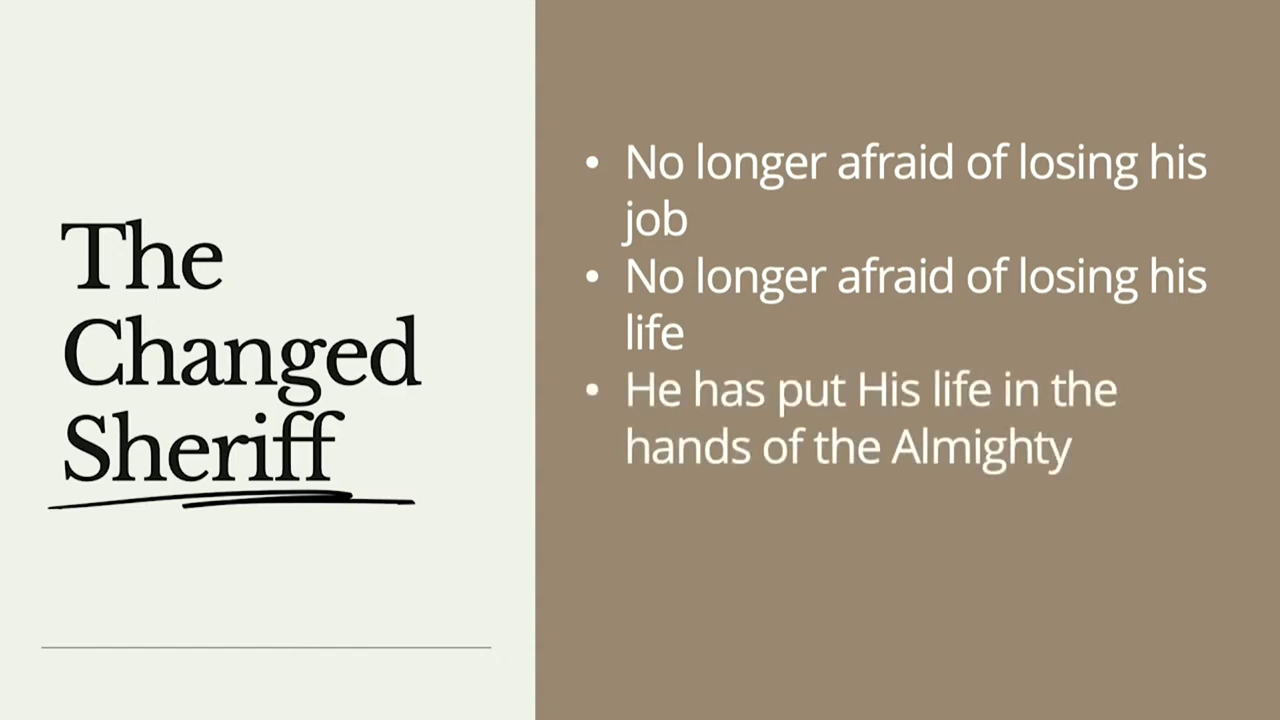 The
Changed
Sheriff
• No longer afraid of losing his
job
• No longer afraid of losing his
life
• He has put His life in the
hands of the Almighty